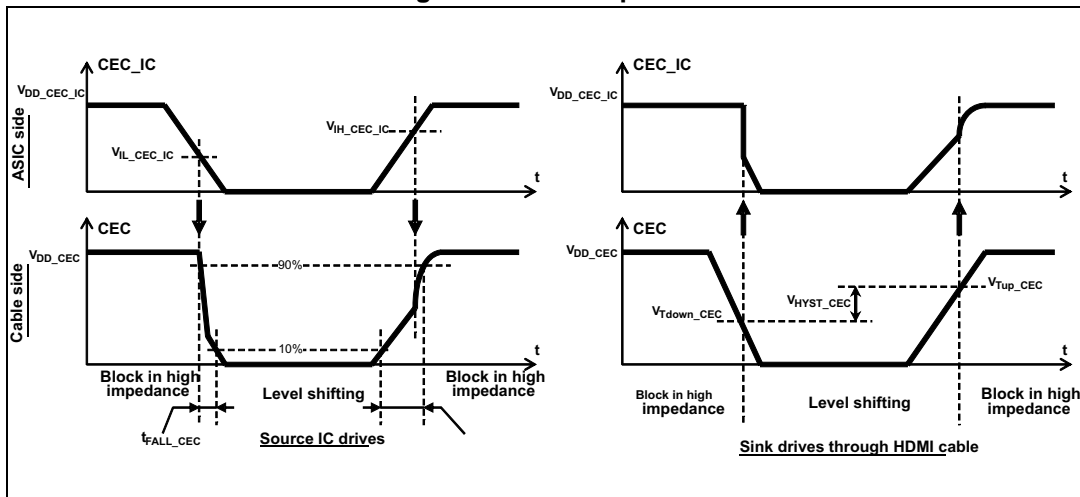 CEC_IC
VDD_CEC_IC
VIL_CEC_IC
VIH_CEC_IC
t
ASIC side
CEC
VDD_CEC
90%
10%
t
Cable side
Block in high
impedance
Level shifting
Block in high
impedance
tFALL_CEC
Source IC drives
CEC_IC
VDD_CEC_IC
t
CEC
VDD_CEC
VTdown_CEC
VHYST_CEC
VTup_CEC
t
Block in high
impedance
Level shifting
Block in high
impedance
Sink drives through HDMI cable